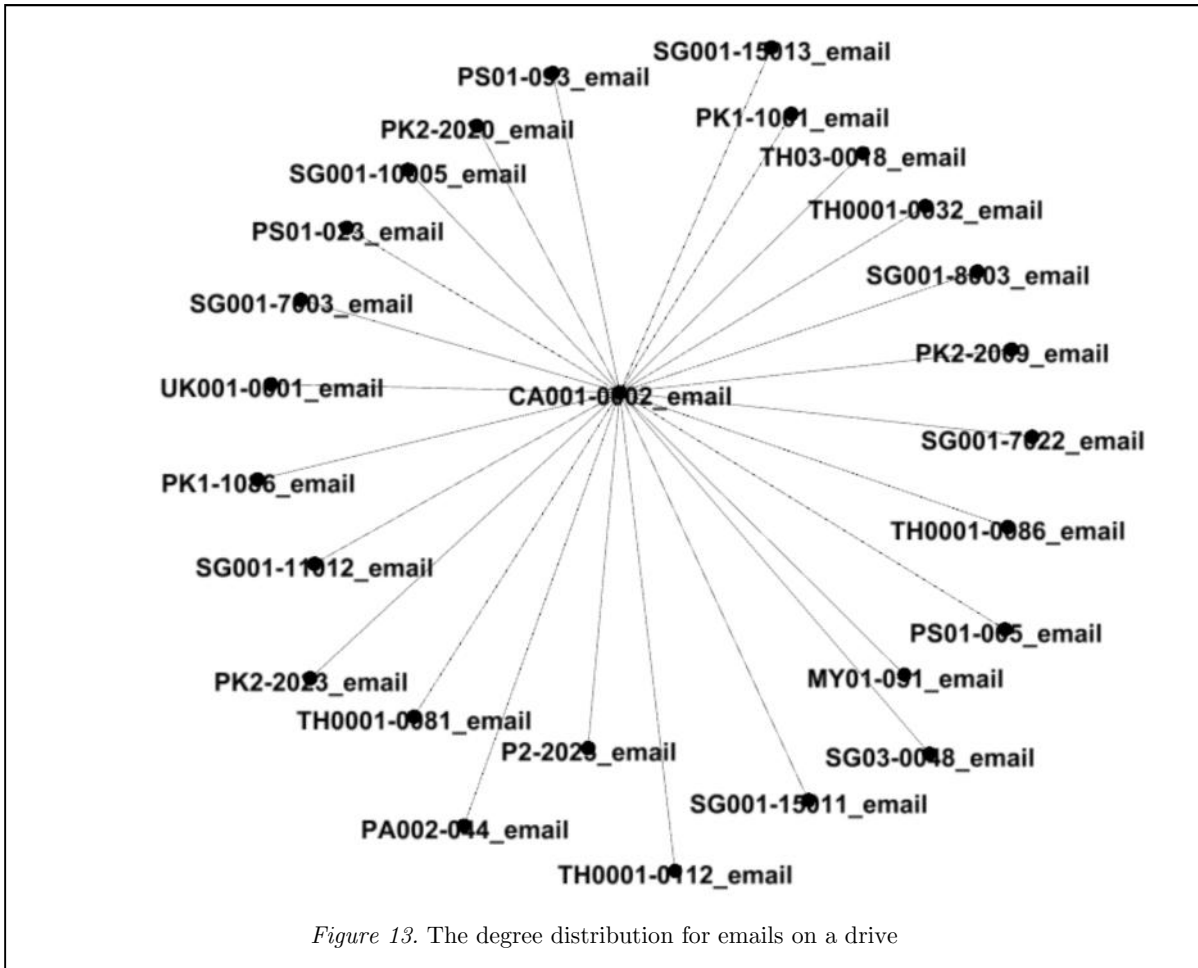 SG001-15013_email
PS01-093_email
PK1-1001_email
PK2-2020_email
TH03-0018_email
SG001-10005_email
TH0001-0032_email
PS01-023_email
SG001-8003_email
SG001-7003_email
PK2-2009_email
UK001-0001_email
CA001-0002_email
SG001-7022_email
PK1-1086_email
TH0001-0086_email
SG001-11012_email
PS01-005_email
MY01-091_email
PK2-2023_email
TH0001-0081_email
P2-2023_email
SG03-0048_email
SG001-15011_email
PA002-044_email
TH0001-0112_email
Figure 13. The degree distribution for emails on a drive